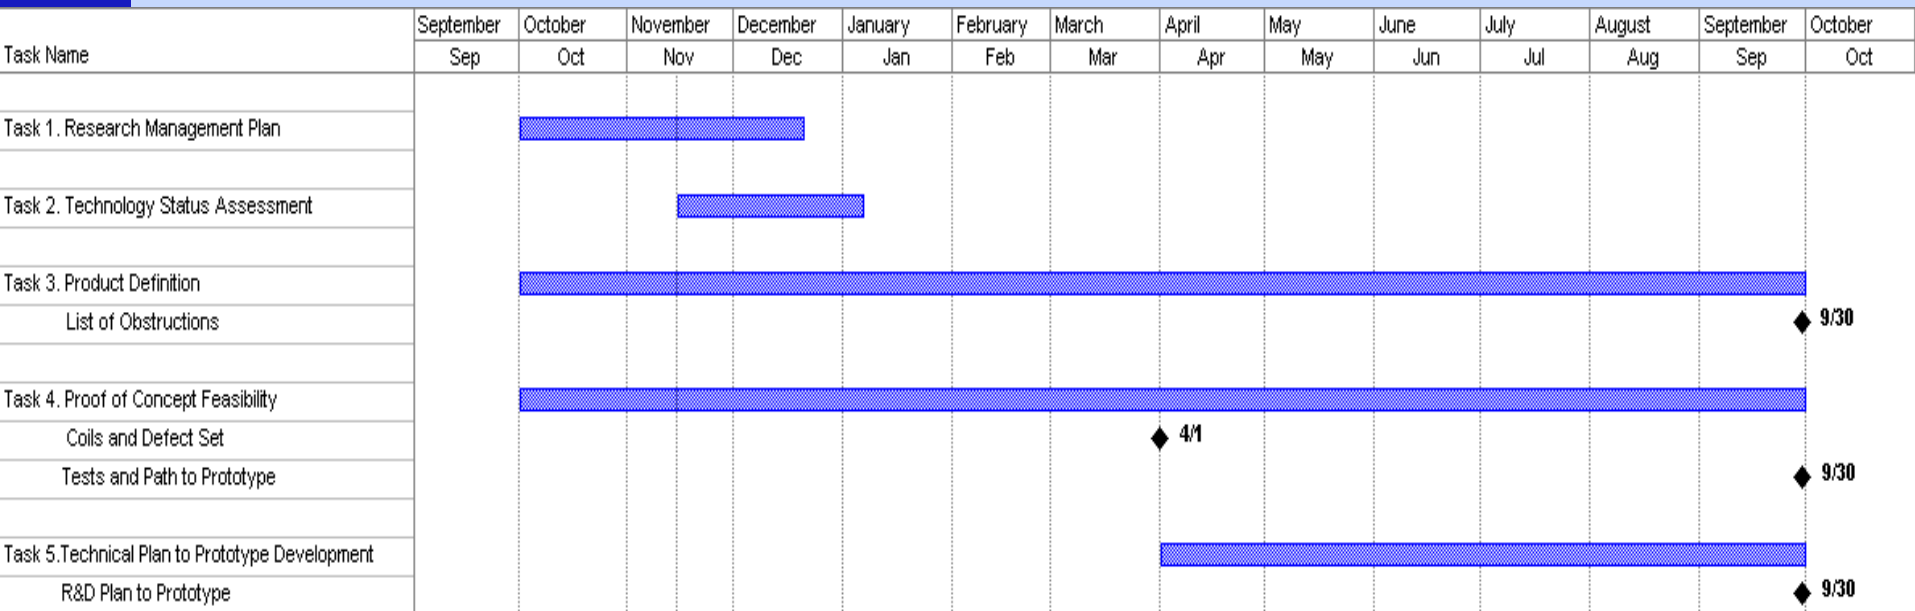 September October November December January February March April May June July August September October
Task Name Sep Oct Nov Dec Jan Feb Mar Apr May Jun Jul Aug Sep Oct
Task 1. Research Management Plan
Task 2. Technology Status Assessment
Task 3. Product Definition
List of Obstructions 9/30
Task 4. Proof of Concept Feasibility
Coils and Defect Set 4/1
Tests and Path to Prototype 9/30
Task 5.Technical Plan to Prototype Development
R&D Plan to Prototype 9/30